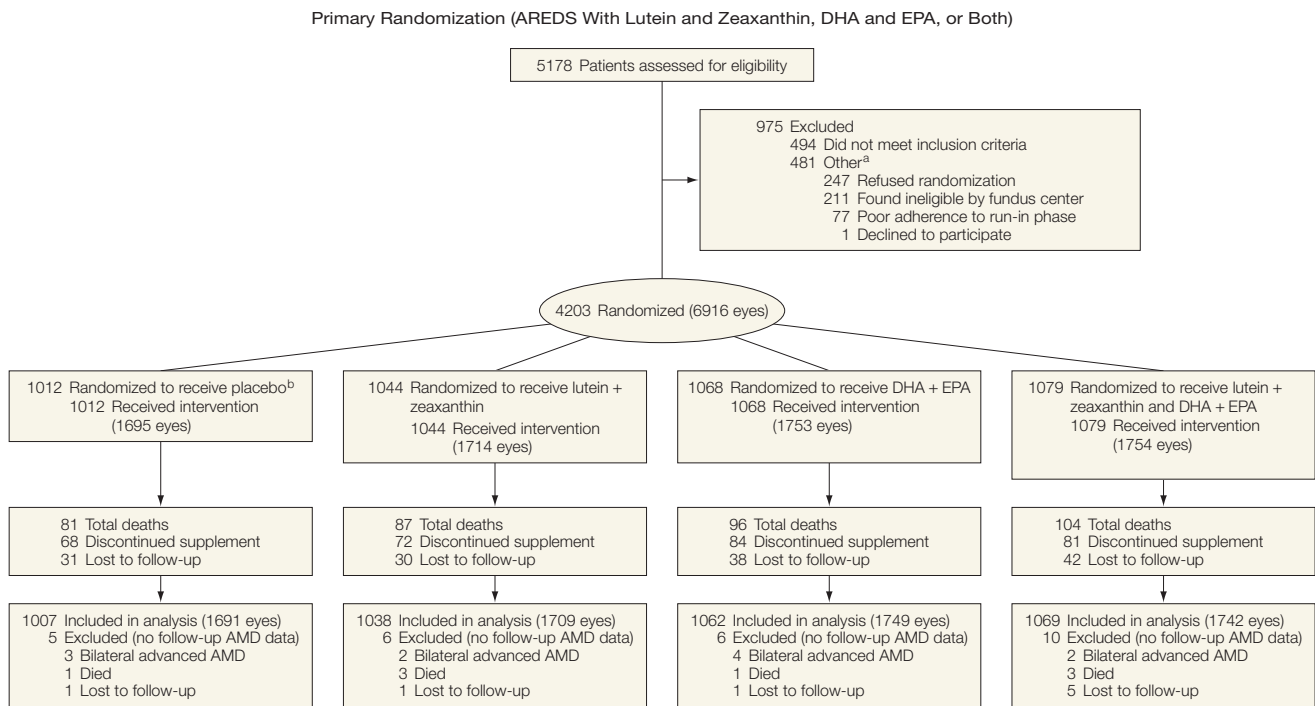 Primary Randomization (AREDS With Lutein and Zeaxanthin, DHA and EPA, or Both)
5178 Patients assessed for eligibility
975 Excluded
494 Did not meet inclusion criteria
481 Otherᵃ
247 Refused randomization
211 Found ineligible by fundus center
77 Poor adherence to run-in phase
1 Declined to participate
4203 Randomized (6916 eyes)
1012 Randomized to receive placeboᵇ
1012 Received intervention
(1695 eyes)
1044 Randomized to receive lutein +
zeaxanthin
1044 Received intervention
(1714 eyes)
1068 Randomized to receive DHA + EPA
1068 Received intervention
(1753 eyes)
1079 Randomized to receive lutein +
zeaxanthin and DHA + EPA
1079 Received intervention
(1754 eyes)
81 Total deaths
68 Discontinued supplement
31 Lost to follow-up
87 Total deaths
72 Discontinued supplement
30 Lost to follow-up
96 Total deaths
84 Discontinued supplement
38 Lost to follow-up
104 Total deaths
81 Discontinued supplement
42 Lost to follow-up
1007 Included in analysis (1691 eyes)
5 Excluded (no follow-up AMD data)
3 Bilateral advanced AMD
1 Died
1 Lost to follow-up
1038 Included in analysis (1709 eyes)
6 Excluded (no follow-up AMD data)
2 Bilateral advanced AMD
3 Died
1 Lost to follow-up
1062 Included in analysis (1749 eyes)
6 Excluded (no follow-up AMD data)
4 Bilateral advanced AMD
1 Died
1 Lost to follow-up
1069 Included in analysis (1742 eyes)
10 Excluded (no follow-up AMD data)
2 Bilateral advanced AMD
3 Died
5 Lost to follow-up